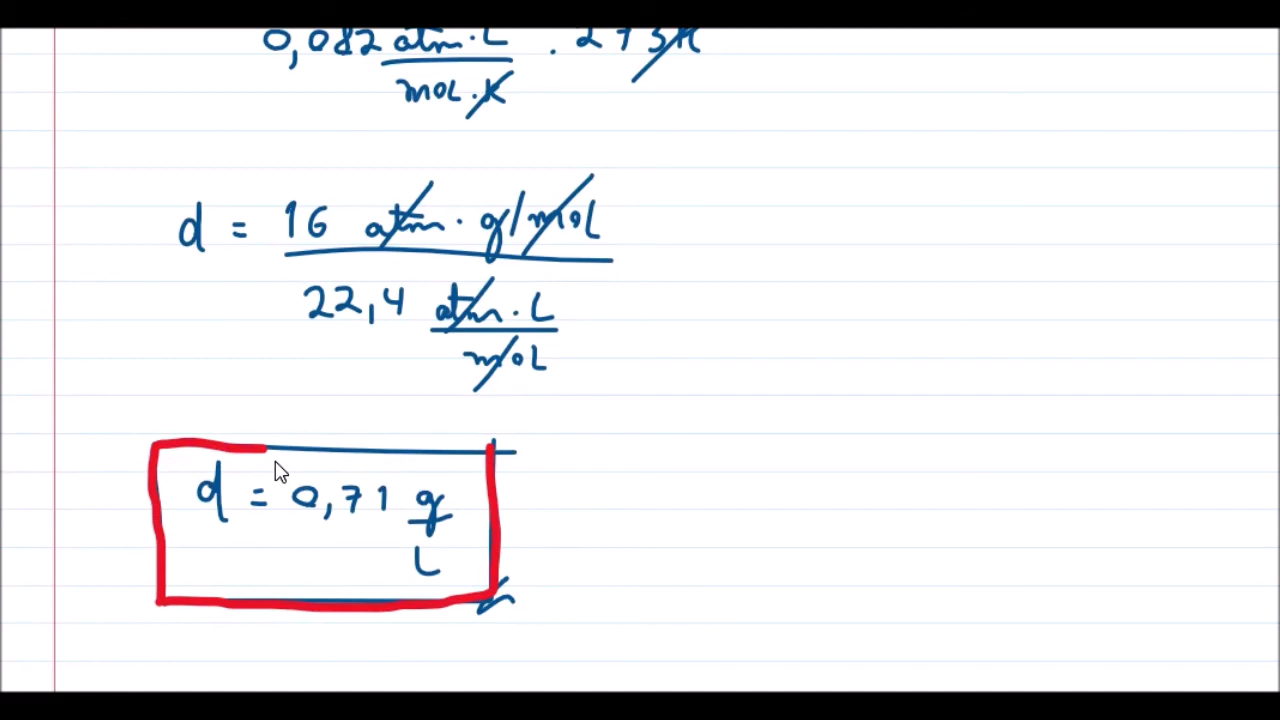 0,082 atm·L . 273K
mol·K
d = 16 atm·g/mol
22,4 atm·L
mol
d = 0,71 g
L